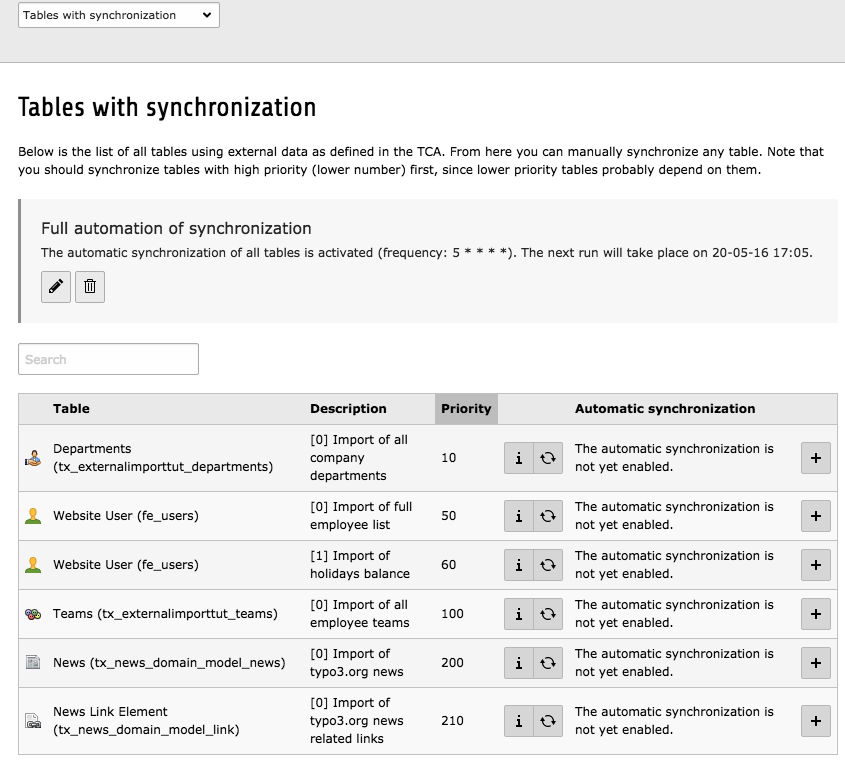 Tables with synchronization
Tables with synchronization
Below is the list of all tables using external data as defined in the TCA. From here you can manually synchronize any table. Note that
you should synchronize tables with high priority (lower number) first, since lower priority tables probably depend on them.
Full automation of synchronization
The automatic synchronization of all tables is activated (frequency: 5 * * * *). The next run will take place on 20-05-16 17:05.
Search
Table Description Priority Automatic synchronization
Departments
(tx_externalimporttut_departments)
[0] Import of all
company
departments
10
The automatic synchronization is
not yet enabled.
Website User (fe_users)
[0] Import of full
employee list
50
The automatic synchronization is
not yet enabled.
Website User (fe_users)
[1] Import of
holidays balance
60
The automatic synchronization is
not yet enabled.
Teams (tx_externalimporttut_teams)
[0] Import of all
employee teams
100
The automatic synchronization is
not yet enabled.
News (tx_news_domain_model_news)
[0] Import of
typo3.org news
200
The automatic synchronization is
not yet enabled.
News Link Element
(tx_news_domain_model_link)
[0] Import of
typo3.org news
related links
210
The automatic synchronization is
not yet enabled.